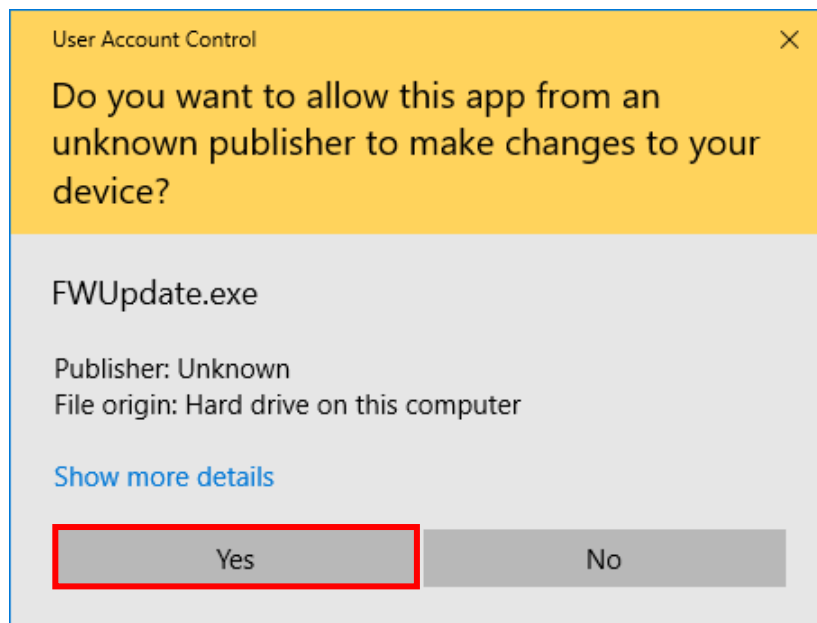 User Account Control
Do you want to allow this app from an
unknown publisher to make changes to your
device?
FWUpdate.exe
Publisher: Unknown
File origin: Hard drive on this computer
Show more details
Yes
No